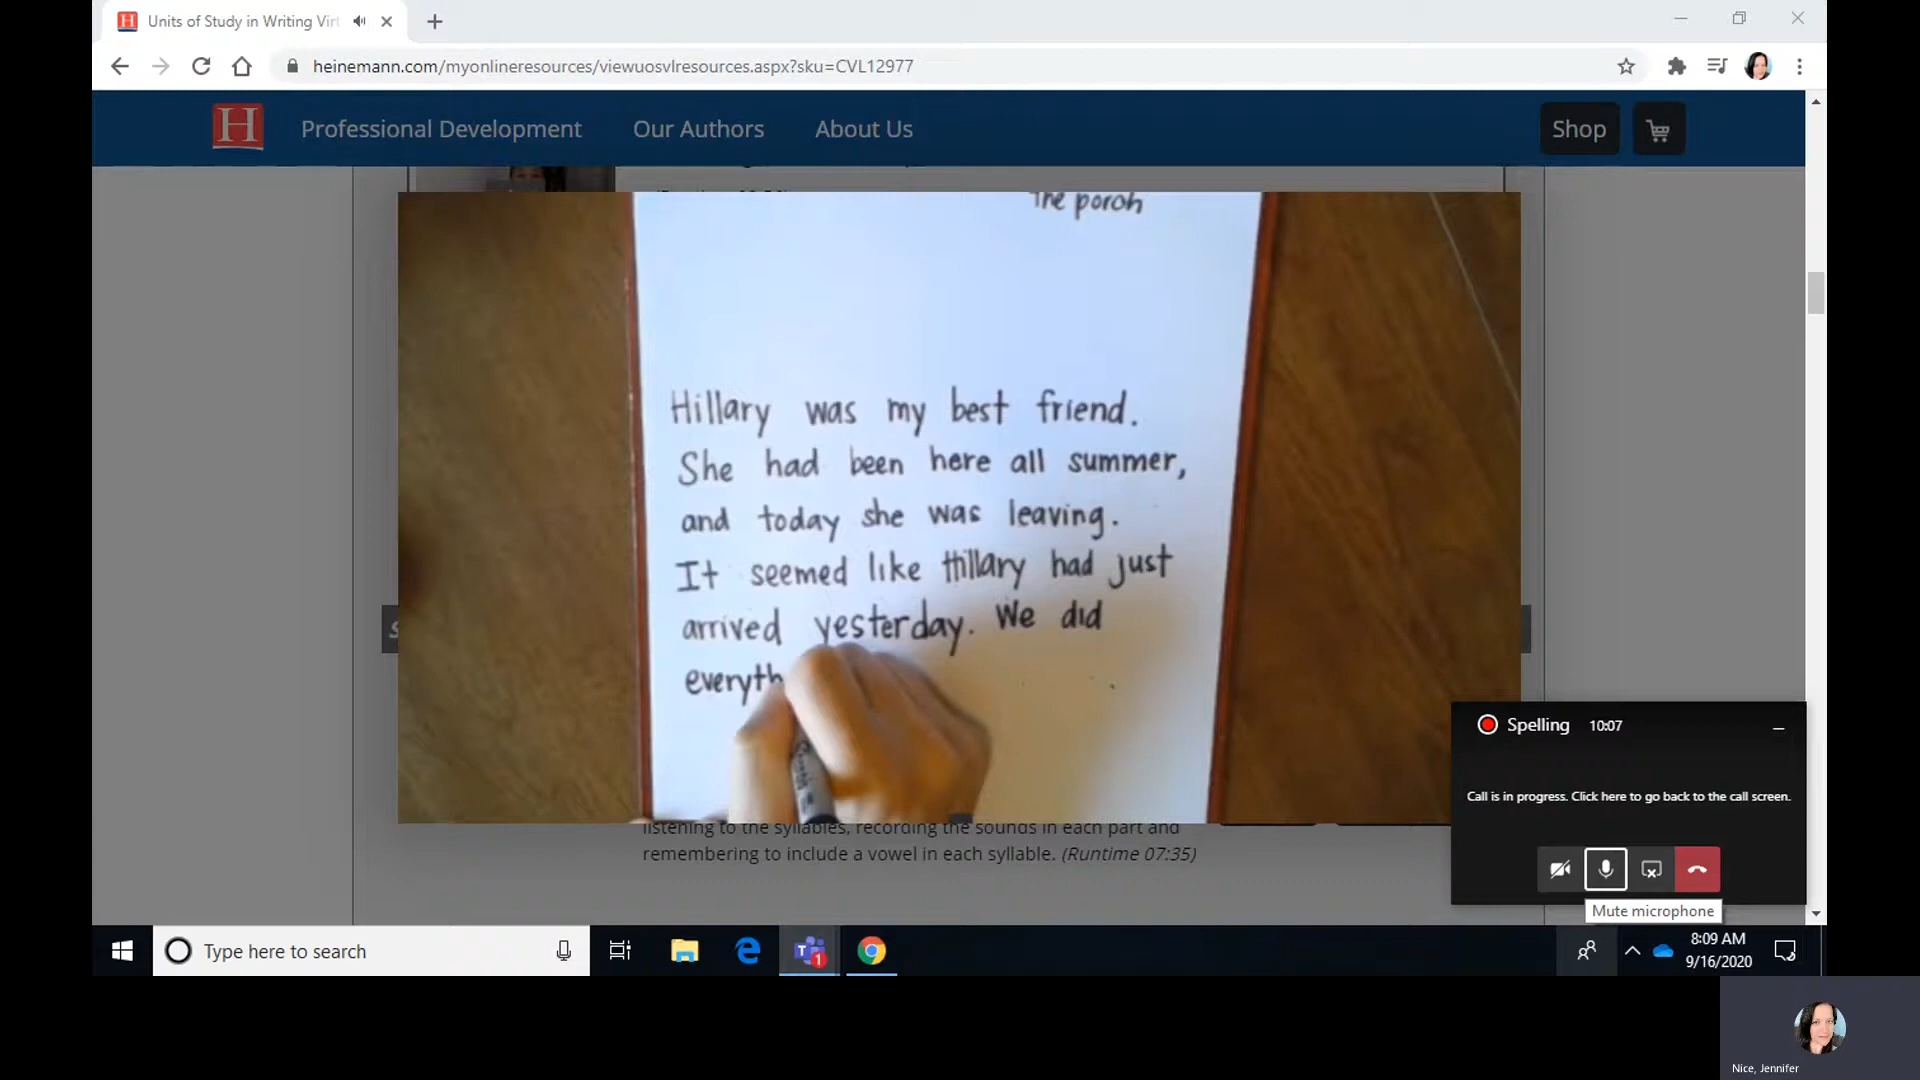 Units of Study in Writing Virt
heinemann.com/myonlineresources/viewuosvlresources.aspx?sku=CVL12977
H Professional Development Our Authors About Us Shop
The porch
Hillary was my best friend.
She had been here all summer,
and today she was leaving.
It seemed like Hillary had just
arrived yesterday. We did
everyth
listening to the syllables, recording the sounds in each part and
remembering to include a vowel in each syllable. (Runtime 07:35)
Spelling 10:07
Call is in progress. Click here to go back to the call screen.
Mute microphone
Type here to search
8:09 AM
9/16/2020
Nice, Jennifer